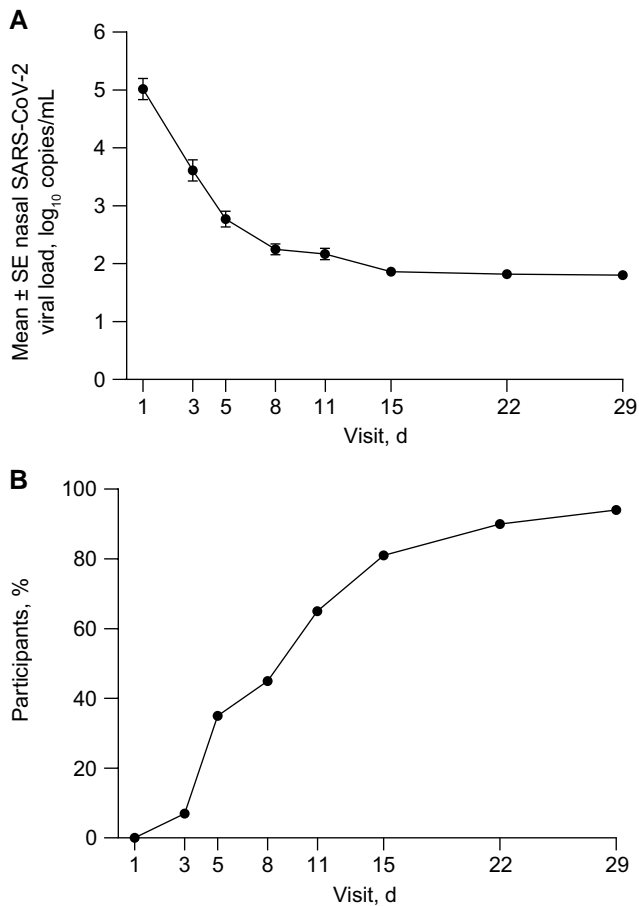 A
Mean ± SE nasal SARS-CoV-2
viral load, log₁₀ copies/mL
6
5
4
3
2
1
0
1 3 5 8 11 15 22 29
Visit, d
B
Participants, %
100
80
60
40
20
0
1 3 5 8 11 15 22 29
Visit, d